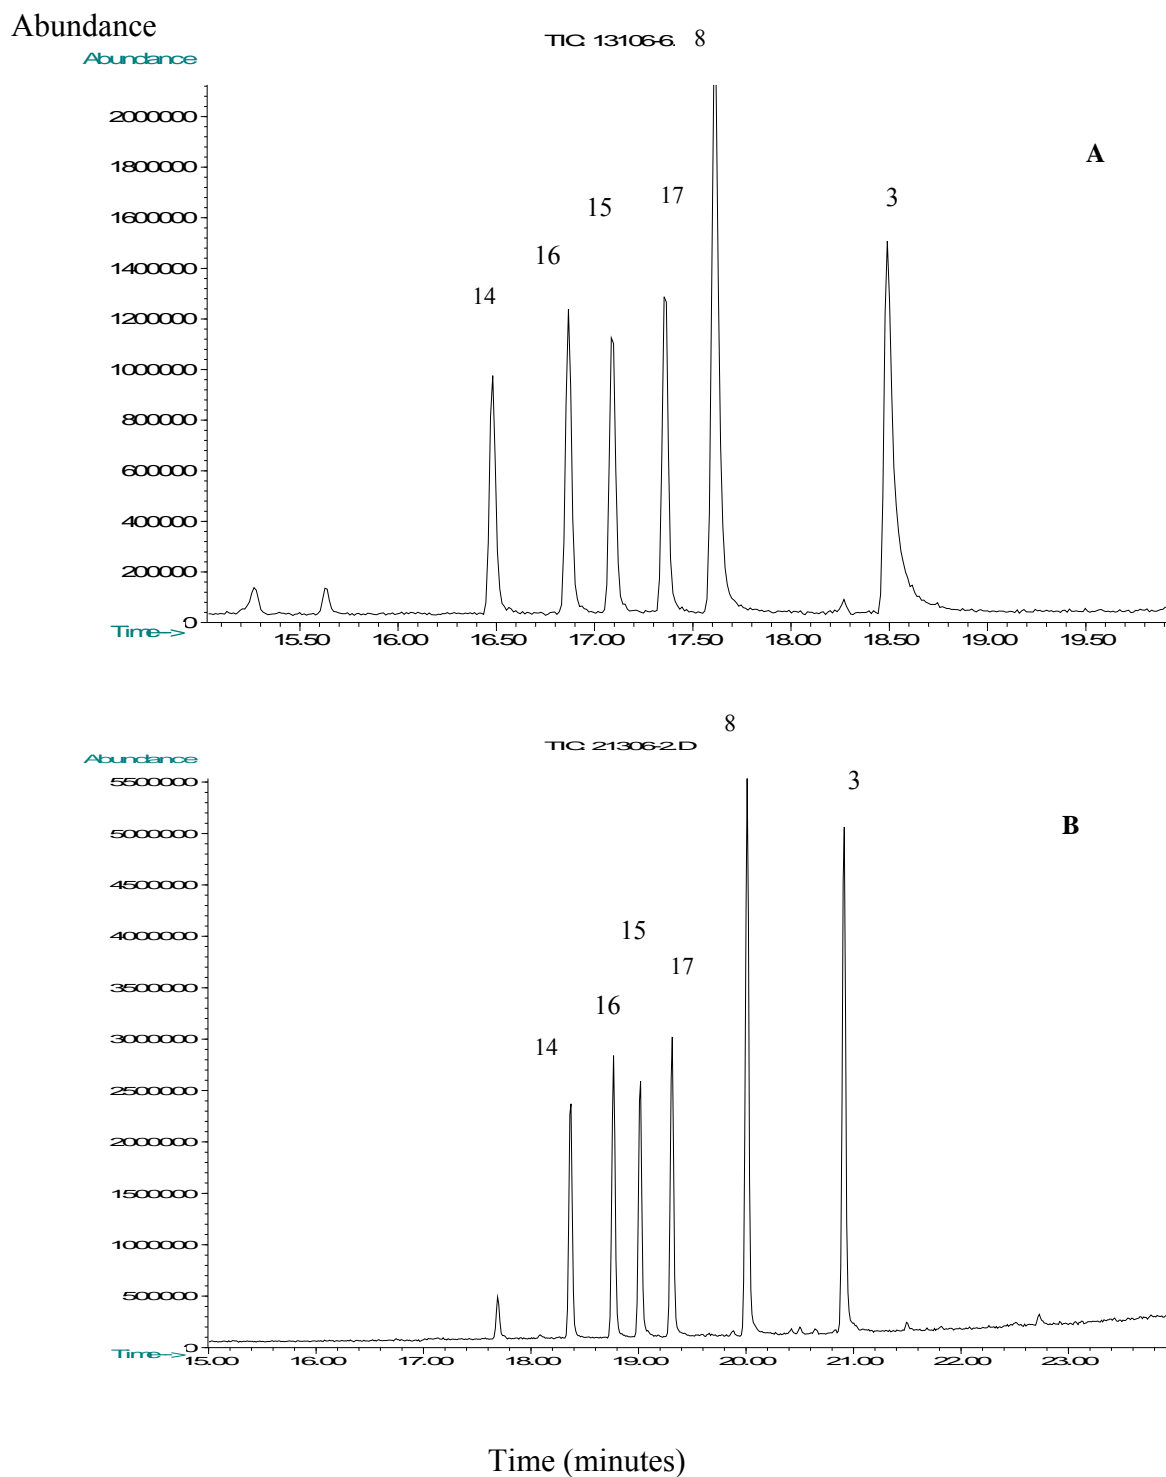 Abundance
TIC: 13106-6. 8
Abundance
2000000
1800000
1600000
1400000
1200000
1000000
800000
600000
400000
200000
0
A
14
16
15
17
3
Time-->
15.50 16.00 16.50 17.00 17.50 18.00 18.50 19.00 19.50
8
TIC: 21306-2.D
Abundance
5500000
5000000
4500000
4000000
3500000
3000000
2500000
2000000
1500000
1000000
500000
0
3
B
15
17
16
14
Time-->
15.00 16.00 17.00 18.00 19.00 20.00 21.00 22.00 23.00
Time (minutes)